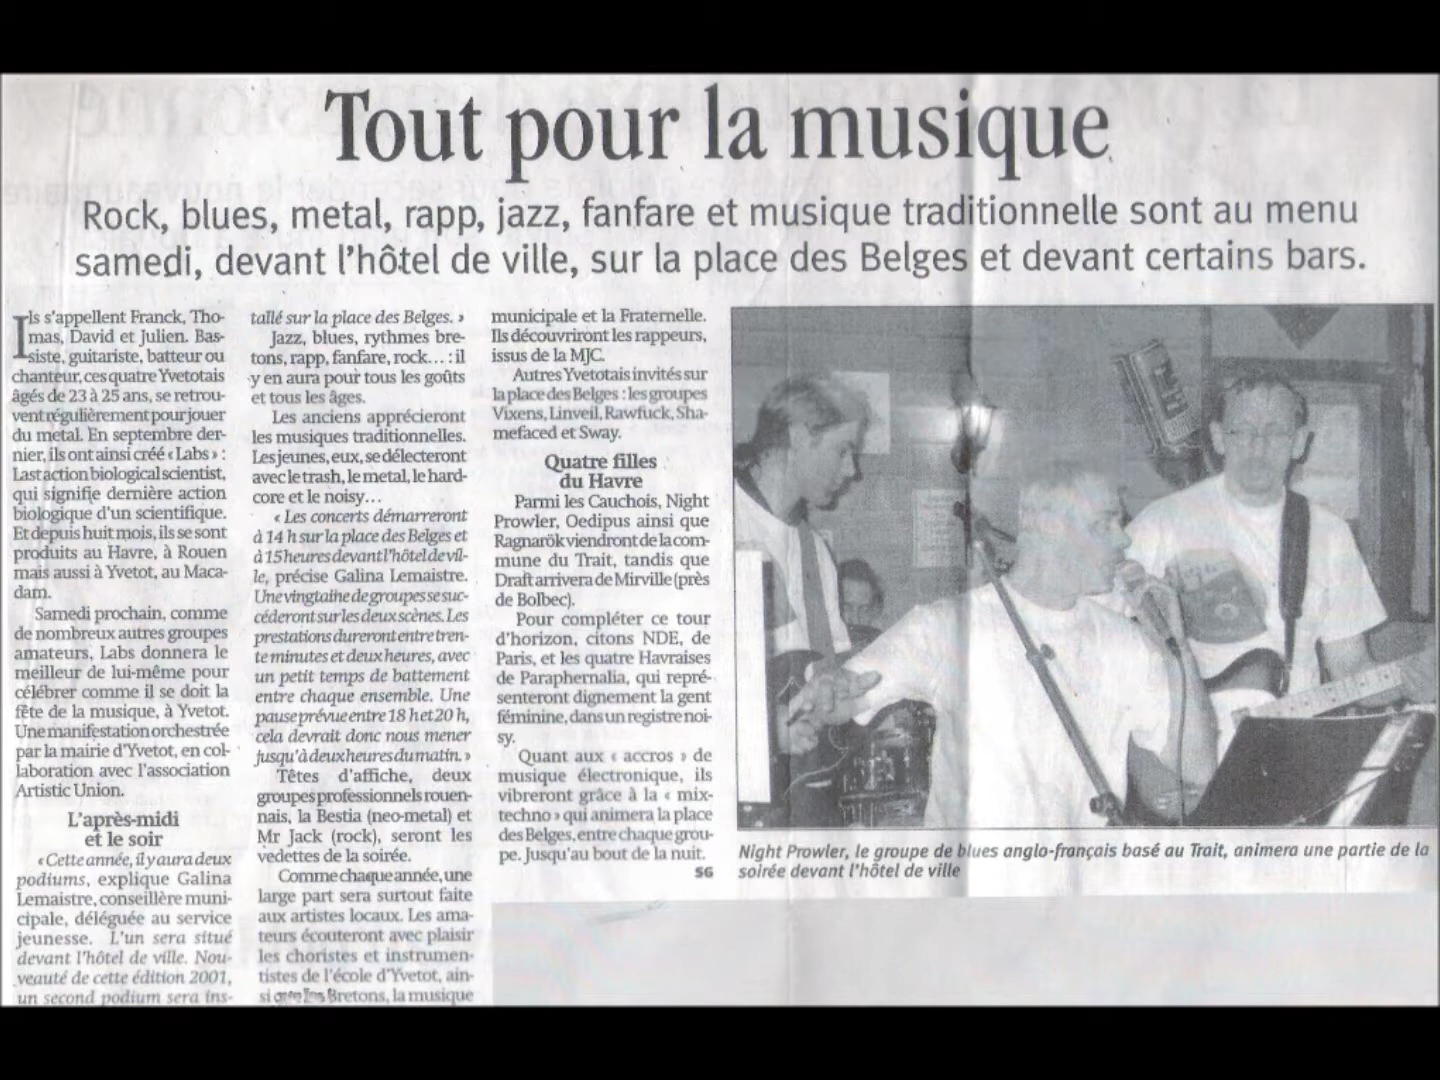 Tout pour la musique
Rock, blues, metal, rapp, jazz, fanfare et musique traditionnelle sont au menu
samedi, devant l'hôtel de ville, sur la place des Belges et devant certains bars.
Ils s'appellent Franck, Tho-
mas, David et Julien. Bas-
siste, guitariste, batteur ou
chanteur, ces quatre Yvetotais
âgés de 23 à 25 ans, se retrou-
vent régulièrement pour jouer
du metal. En septembre der-
nier, ils ont ainsi créé « Labs » :
Last action biological scientist,
qui signifie dernière action
biologique d'un scientifique.
Et depuis huit mois, ils se sont
produits au Havre, à Rouen
mais aussi à Yvetot, au Maca-
dam.
Samedi prochain, comme
de nombreux autres groupes
amateurs, Labs donnera le
meilleur de lui-même pour
célébrer comme il se doit la
fête de la musique, à Yvetot.
Une manifestation orchestrée
par la mairie d'Yvetot, en col-
laboration avec l'association
Artistic Union.
L'après-midi
et le soir
« Cette année, il y aura deux
podiums, explique Galina
Lemaistre, conseillère muni-
cipale, déléguée au service
jeunesse. L'un sera situé
devant l'hôtel de ville. Nou-
veauté de cette édition 2001,
un second podium sera ins-
tallé sur la place des Belges. »
Jazz, blues, rythmes bre-
tons, rapp, fanfare, rock... : il
y en aura pour tous les goûts
et tous les âges.
Les anciens apprécieront
les musiques traditionnelles.
Les jeunes, eux, se délecteront
avec le trash, le metal, le hard-
core et le noisy...
« Les concerts démarreront
à 14 h sur la place des Belges et
à 15 heures devant l'hôtel de vil-
le, précise Galina Lemaistre.
Une vingtaine de groupes se suc-
céderont sur les deux scènes. Les
prestations dureront entre tren-
te minutes et deux heures, avec
un petit temps de battement
entre chaque ensemble. Une
pause prévue entre 18 h et 20 h,
cela devrait donc nous mener
jusqu'à deux heures du matin. »
Têtes d'affiche, deux
groupes professionnels rouen-
nais, la Bestia (neo-metal) et
Mr Jack (rock), seront les
vedettes de la soirée.
Comme chaque année, une
large part sera surtout faite
aux artistes locaux. Les ama-
teurs écouteront avec plaisir
les choristes et instrumen-
tistes de l'école d'Yvetot, ain-
si que les Bretons, la musique
municipale et la Fraternelle.
Ils découvriront les rappeurs,
issus de la MJC.
Autres Yvetotais invités sur
la place des Belges : les groupes
Vixens, Linveil, Rawfuck, Sha-
mefaced et Sway.
Quatre filles
du Havre
Parmi les Cauchois, Night
Prowler, Oedipus ainsi que
Ragnarök viendront de la com-
mune du Trait, tandis que
Draft arrivera de Mirville (près
de Bolbec).
Pour compléter ce tour
d'horizon, citons NDE, de
Paris, et les quatre Havraises
de Paraphernalia, qui repré-
senteront dignement la gent
féminine, dans un registre noi-
sy.
Quant aux « accros » de
musique électronique, ils
vibreront grâce à la « mix-
techno » qui animera la place
des Belges, entre chaque grou-
pe. Jusqu'au bout de la nuit.
SG
Night Prowler, le groupe de blues anglo-français basé au Trait, animera une partie de la
soirée devant l'hôtel de ville